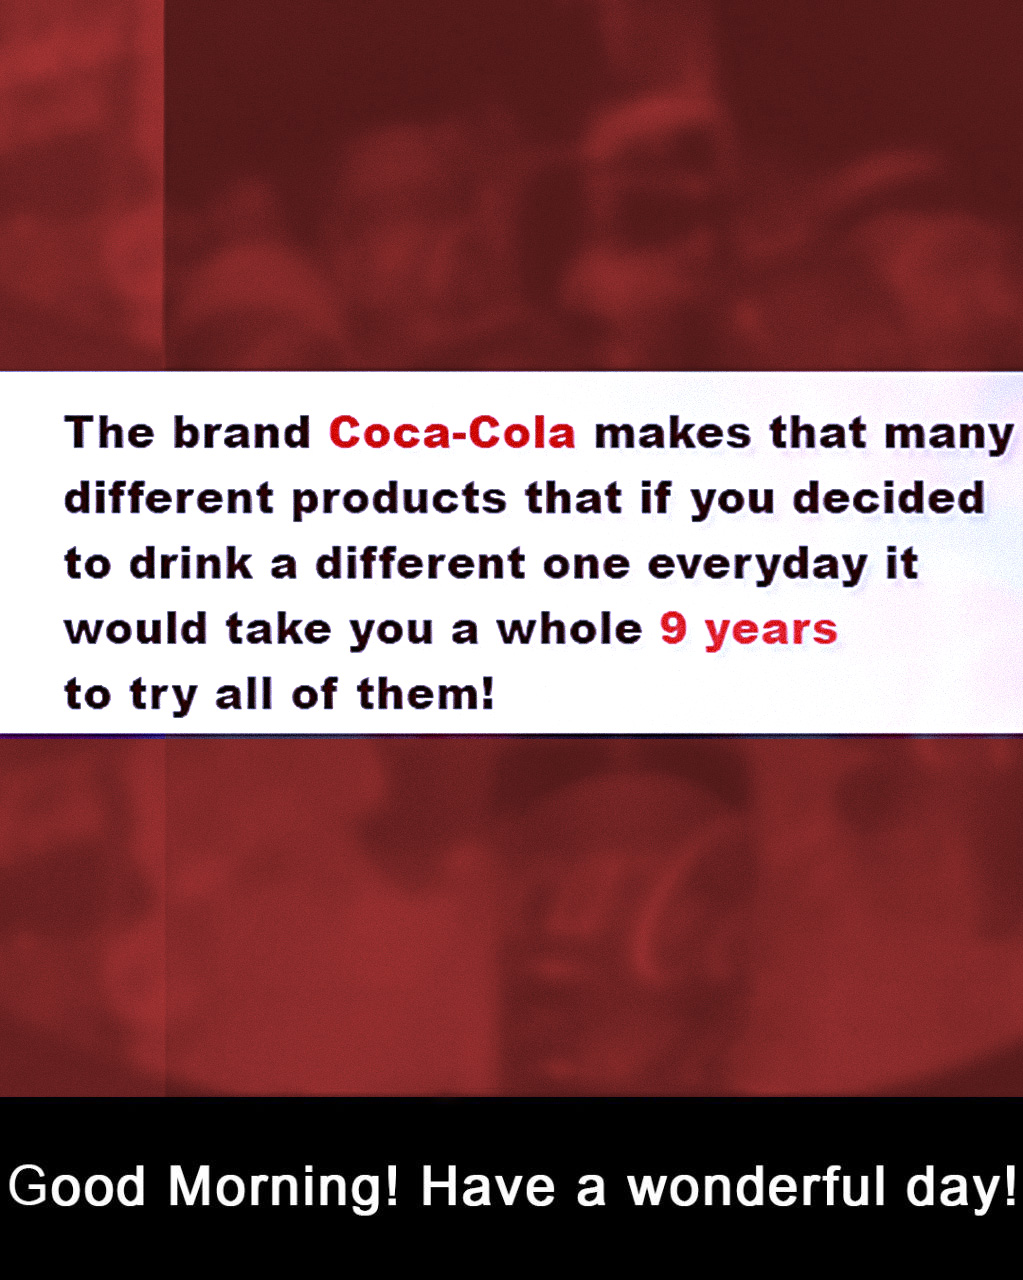 The brand Coca-Cola makes that many
different products that if you decided
to drink a different one everyday it
would take you a whole 9 years
to try all of them!
Good Morning! Have a wonderful day!